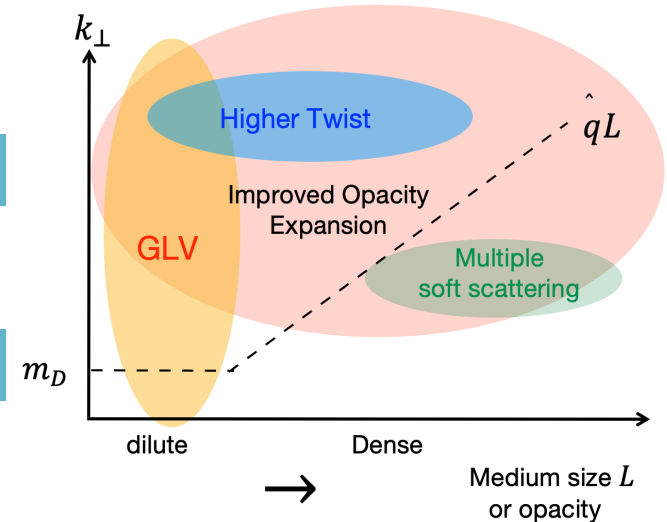 k⊥
Higher Twist
q̂L
Improved Opacity
Expansion
GLV
Multiple
soft scattering
m_D
dilute
Dense
→
Medium size L
or opacity